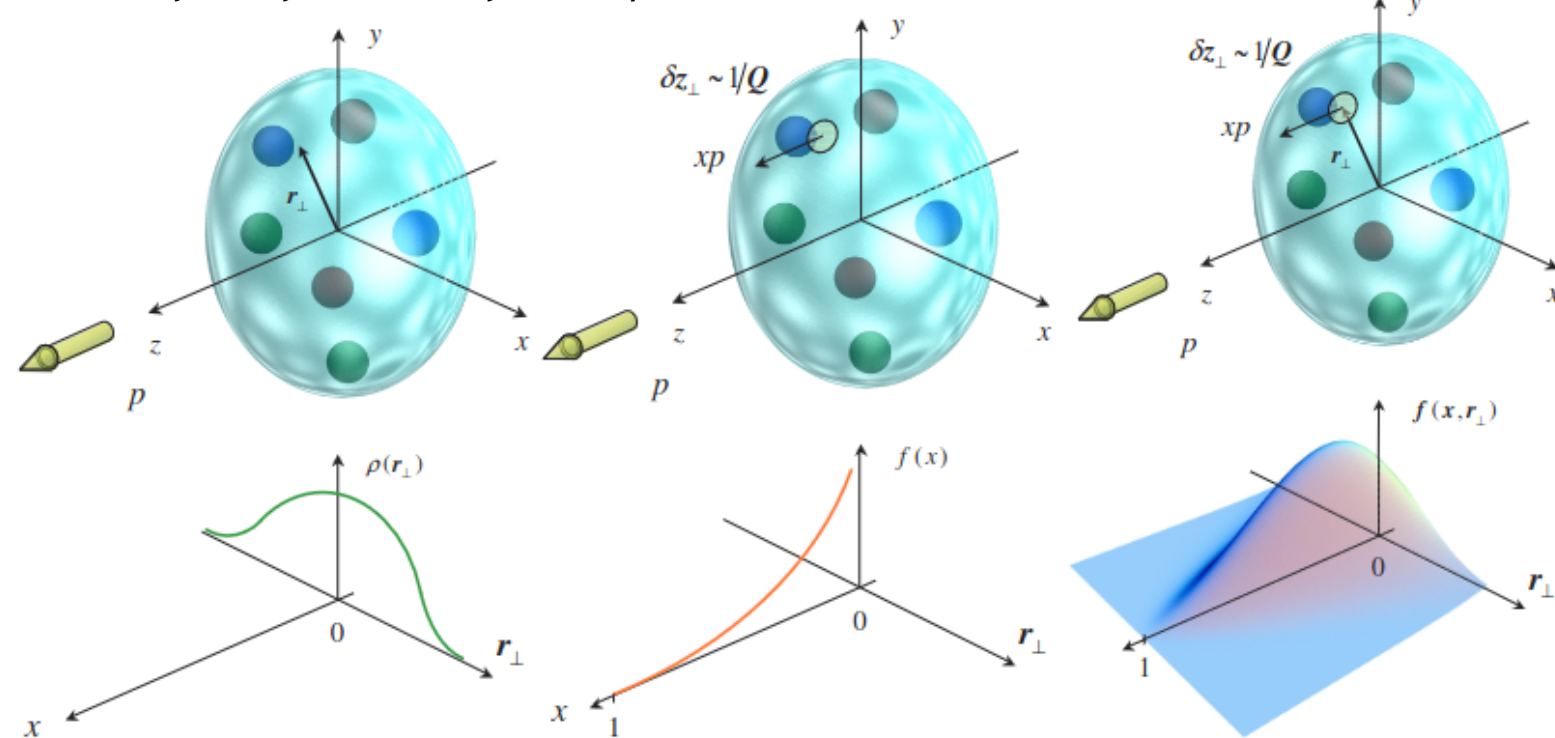 y
r⊥
z
x
p
y
δz⊥ ~ 1/Q
xp
z
x
p
y
δz⊥ ~ 1/Q
xp
r⊥
z
p
ρ(r⊥)
0
r⊥
x
f(x)
0
r⊥
x
1
f(x,r⊥)
0
r⊥
1